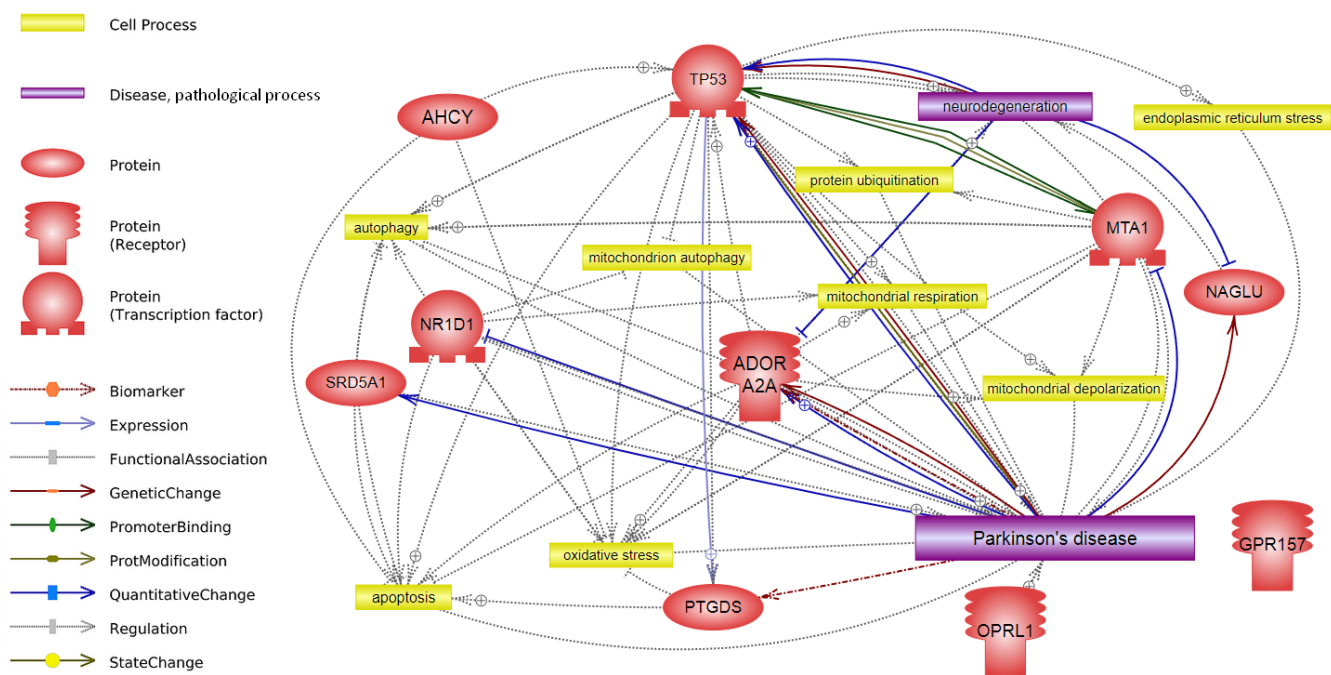 Cell Process
Disease, pathological process
Protein
Protein
(Receptor)
Protein
(Transcription factor)
Biomarker
Expression
FunctionalAssociation
GeneticChange
PromoterBinding
ProtModification
QuantitativeChange
Regulation
StateChange
TP53
AHCY
neurodegeneration
endoplasmic reticulum stress
protein ubiquitination
autophagy
MTA1
mitochondrion autophagy
mitochondrial respiration
NAGLU
NR1D1
SRD5A1
ADOR
A2A
mitochondrial depolarization
Parkinson's disease
GPR157
oxidative stress
apoptosis
PTGDS
OPRL1